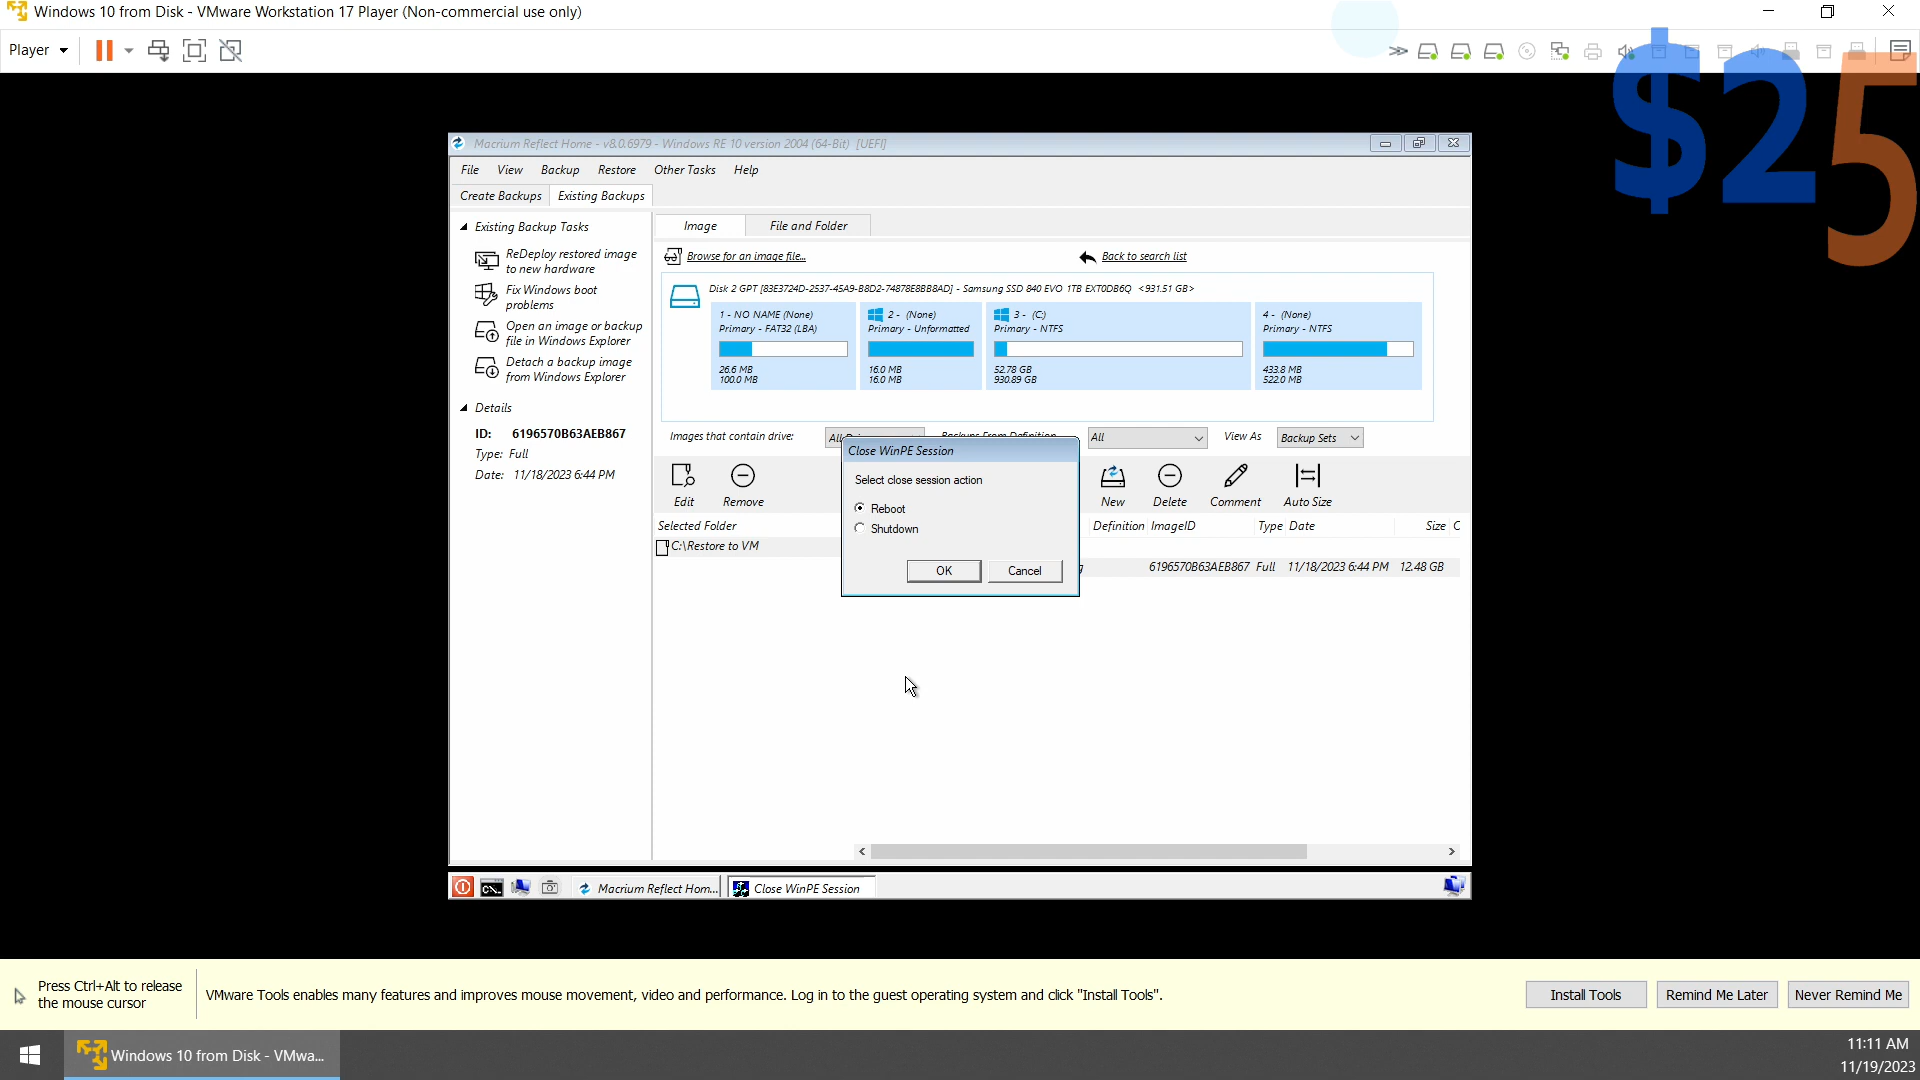 Windows 10 from Disk - VMware Workstation 17 Player (Non-commercial use only)
Player
$25
Macrium Reflect Home - v8.0.6979 - Windows RE 10 version 2004 (64-Bit) [UEFI]
File View Backup Restore Other Tasks Help
Create Backups Existing Backups
Existing Backup Tasks
ReDeploy restored image
to new hardware
Fix Windows boot
problems
Open an image or backup
file in Windows Explorer
Detach a backup image
from Windows Explorer
Details
ID: 6196570B63AEB867
Type: Full
Date: 11/18/2023 6:44 PM
Image File and Folder
Browse for an image file... Back to search list
Disk 2 GPT [83E3724D-2537-45A9-B8D2-74878E8BB8AD] - Samsung SSD 840 EVO 1TB EXT0DB6Q <931.51 GB>
1 - NO NAME (None)
Primary - FAT32 (LBA)
26.6 MB
100.0 MB
2 - (None)
Primary - Unformatted
16.0 MB
16.0 MB
3 - (C:)
Primary - NTFS
52.78 GB
930.89 GB
4 - (None)
Primary - NTFS
433.8 MB
522.0 MB
Images that contain drive: All Backups From Definition All View As Backup Sets
Edit Remove New Delete Comment Auto Size
Selected Folder Definition ImageID Type Date Size C
C:\Restore to VM
6196570B63AEB867 Full 11/18/2023 6:44 PM 12.48 GB
Close WinPE Session
Select close session action
Reboot
Shutdown
OK Cancel
Macrium Reflect Hom... Close WinPE Session
Press Ctrl+Alt to release
the mouse cursor
VMware Tools enables many features and improves mouse movement, video and performance. Log in to the guest operating system and click "Install Tools".
Install Tools Remind Me Later Never Remind Me
Windows 10 from Disk - VMwa...
11:11 AM
11/19/2023